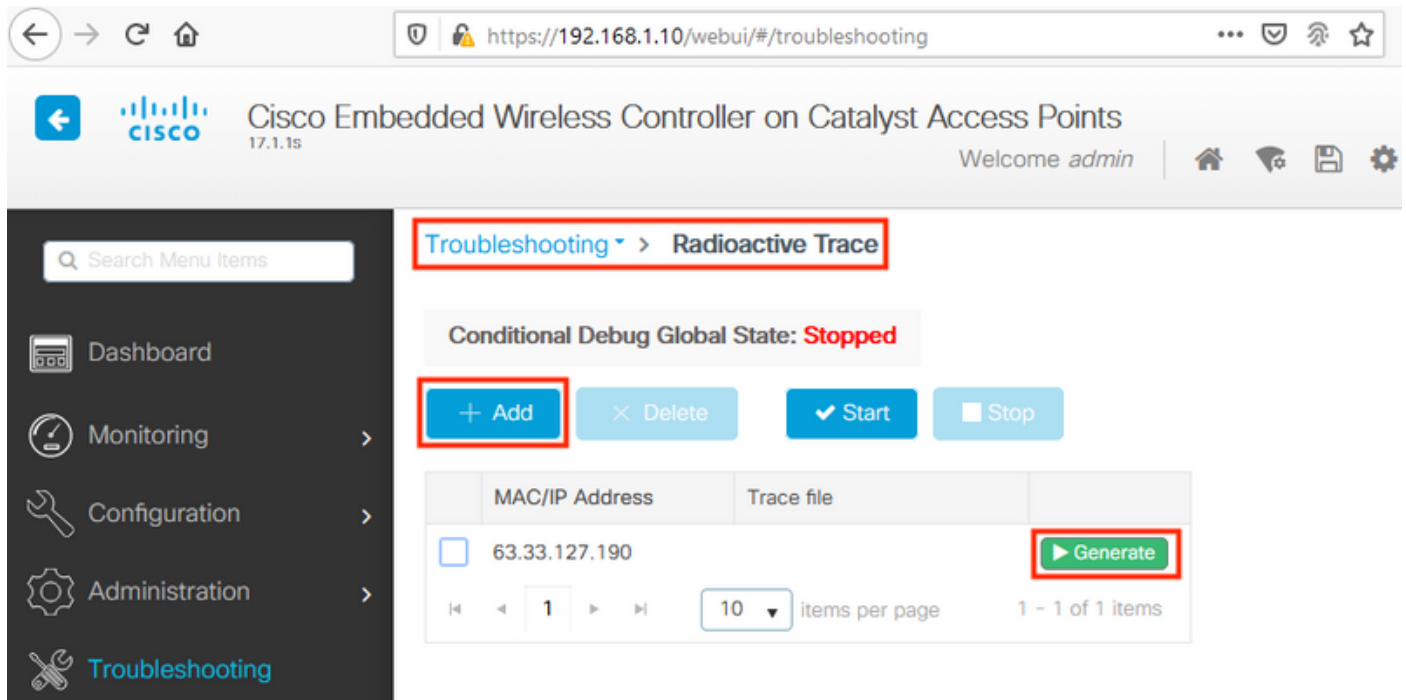 https://192.168.1.10/webui/#/troubleshooting
CISCO
Cisco Embedded Wireless Controller on Catalyst Access Points
17.1.1s
Welcome admin
Search Menu Items
Dashboard
Monitoring
Configuration
Administration
Troubleshooting
Troubleshooting > Radioactive Trace
Conditional Debug Global State: Stopped
+ Add × Delete ✔ Start Stop
MAC/IP Address Trace file
63.33.127.190 Generate
1 10 items per page 1 - 1 of 1 items